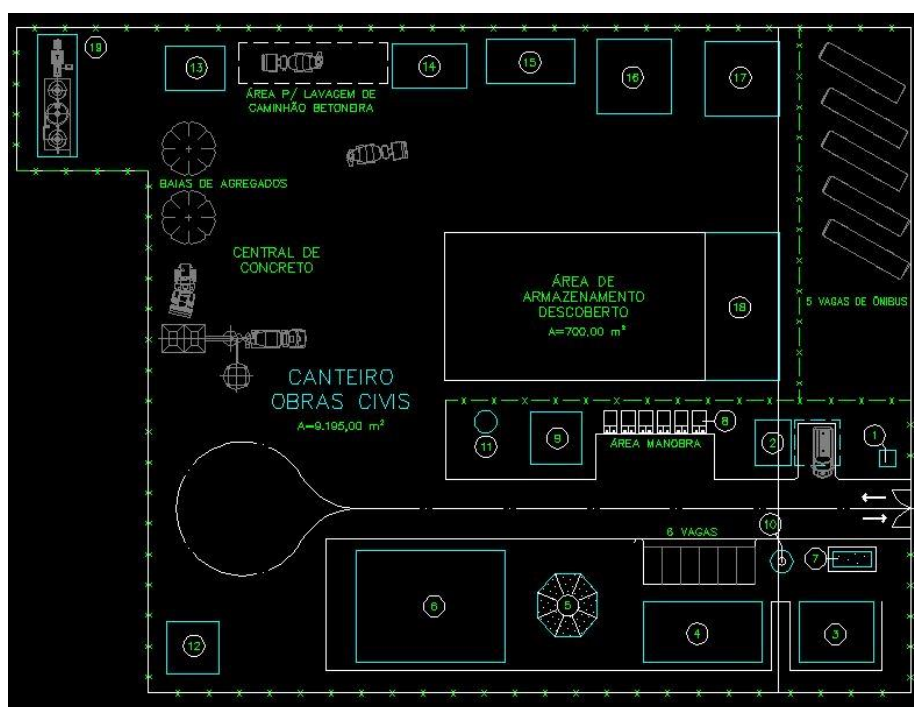 19
13
14
15
16
17
ÁREA P/ LAVAGEM DE
CAMINHÃO BETONEIRA
BAIAS DE AGREGADOS
CENTRAL DE
CONCRETO
ÁREA DE
ARMAZENAMENTO
DESCOBERTO
A=700,00 m²
18
5 VAGAS DE ÔNIBUS
CANTEIRO
OBRAS CIVIS
A=9.195,00 m²
11
9
8
ÁREA MANOBRA
2
1
10
6 VAGAS
7
6
5
4
3
12